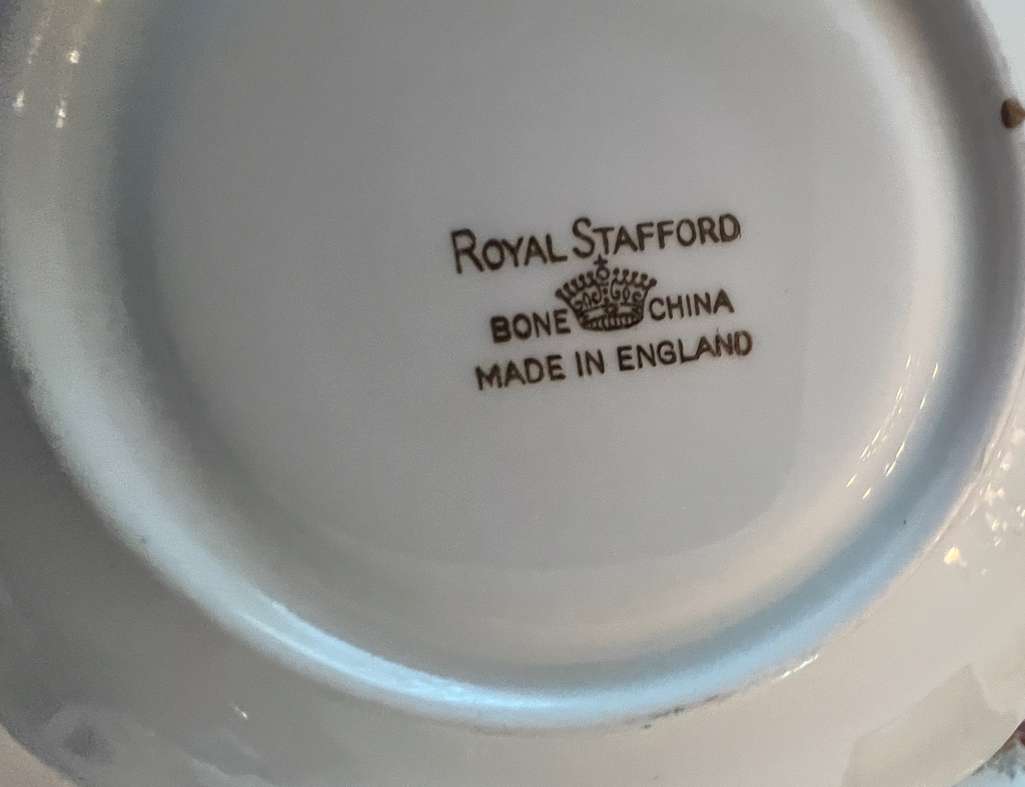 ROYAL STAFFORD
BONE CHINA
MADE IN ENGLAND